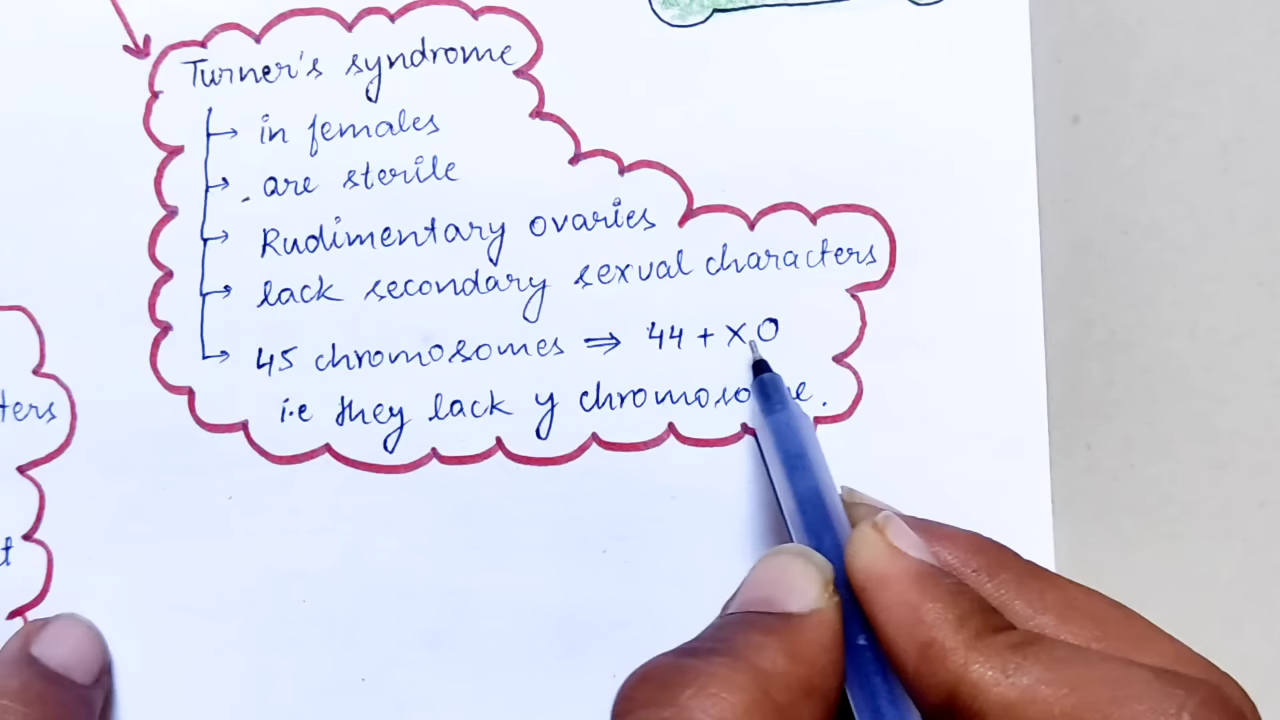 Turner's syndrome
in females
are sterile
Rudimentary ovaries
lack secondary sexual characters
45 chromosomes ⇒ 44 + XO
ters
i.e they lack y chromosome.
t